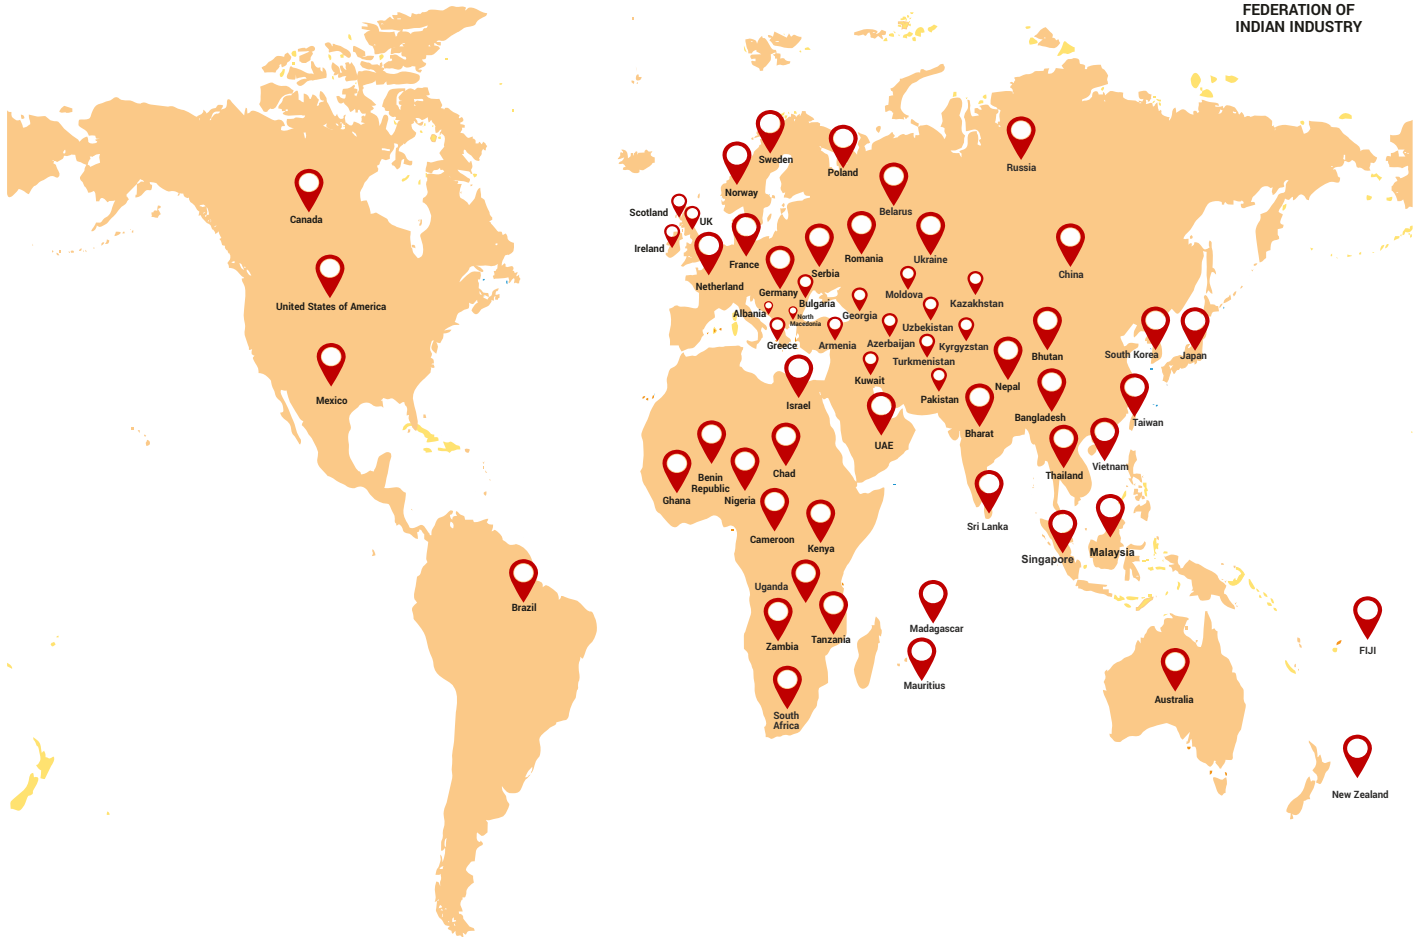 FEDERATION OF
INDIAN INDUSTRY
Sweden
Poland
Russia
Norway
Belarus
Scotland
UK
Canada
Ireland
France
Romania
Ukraine
Serbia
China
Netherland
Germany
Moldova
Kazakhstan
United States of America
Bulgaria
Albania
North
Macedonia
Georgia
Uzbekistan
Greece
Armenia
Azerbaijan
Kyrgyzstan
Turkmenistan
Bhutan
South Korea
Japan
Kuwait
Nepal
Mexico
Israel
Pakistan
Bangladesh
Taiwan
Bharat
UAE
Vietnam
Chad
Thailand
Benin
Republic
Ghana
Nigeria
Sri Lanka
Cameroon
Kenya
Malaysia
Singapore
Uganda
Brazil
Madagascar
Tanzania
Zambia
FIJI
Mauritius
Australia
South
Africa
New Zealand